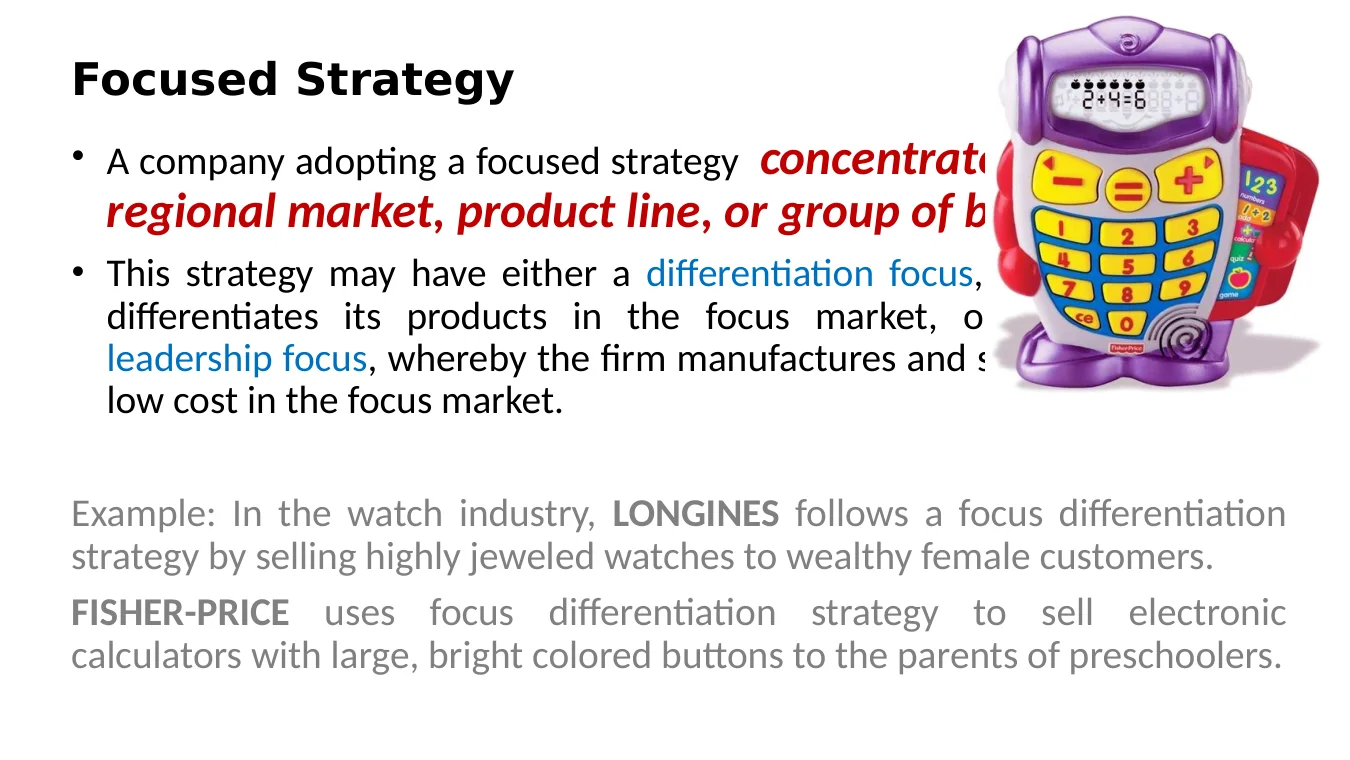 Focused Strategy
• A company adopting a focused strategy
regional market, product line, or group of
• This strategy may have either a differentiation focus,
differentiates its products in the focus market,
leadership focus, whereby the firm manufactures and
low cost in the focus market.
Example: In the watch industry, LONGINES follows a focus differentiation
strategy by selling highly jeweled watches to wealthy female customers.
FISHER-PRICE uses focus differentiation strategy to sell electronic
calculators with large, bright colored buttons to the parents of preschoolers.
2+4=6
− = +
1 2 3
4 5 6
7 8 9
ce 0
Fisher-Price
123
numbers
1+2
quiz
game